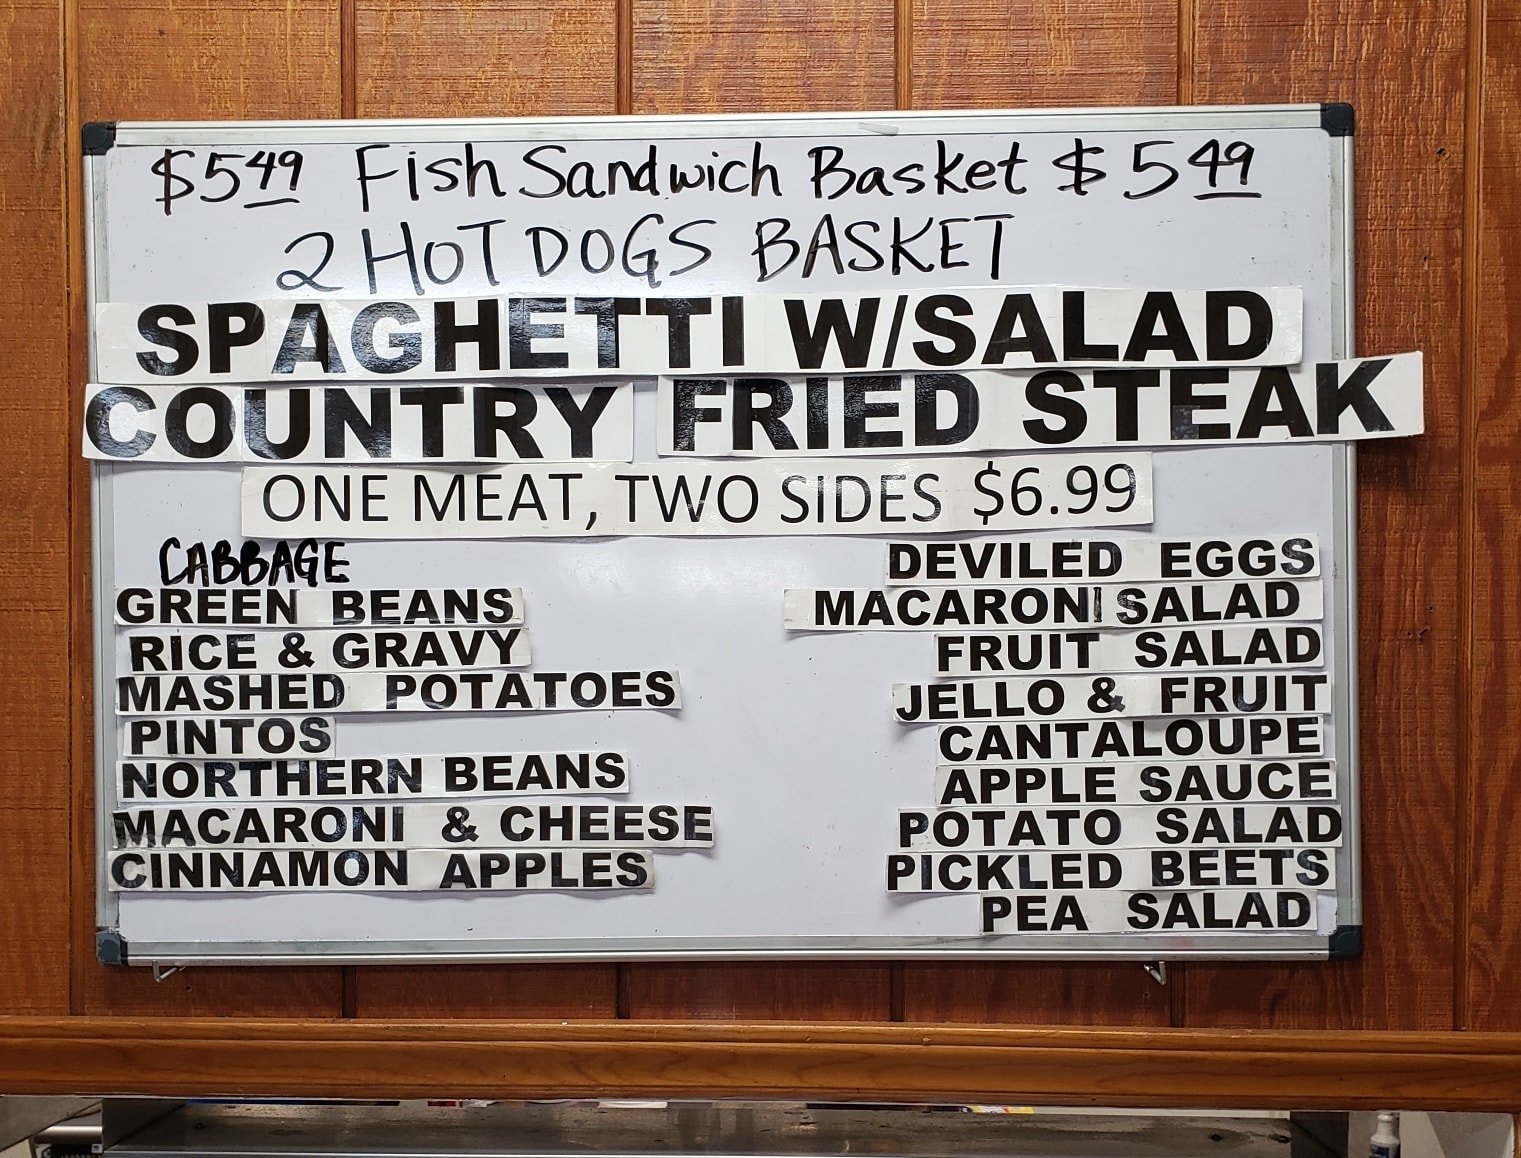 $5.49 Fish Sandwich Basket $5.49
2 HOT DOGS BASKET
SPAGHETTI W/SALAD
COUNTRY FRIED STEAK
ONE MEAT, TWO SIDES $6.99
CABBAGE
GREEN BEANS
RICE & GRAVY
MASHED POTATOES
PINTOS
NORTHERN BEANS
MACARONI & CHEESE
CINNAMON APPLES
DEVILED EGGS
MACARONI SALAD
FRUIT SALAD
JELLO & FRUIT
CANTALOUPE
APPLE SAUCE
POTATO SALAD
PICKLED BEETS
PEA SALAD